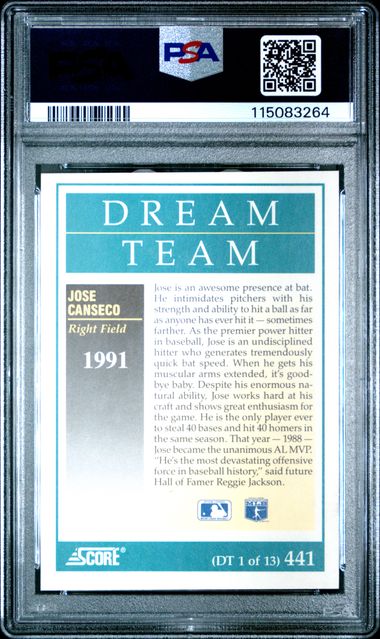 PSA
115083264
DREAM
TEAM
JOSE
CANSECO
Right Field
1991
Jose is an awesome presence at bat.
He intimidates pitchers with his
strength and ability to hit a ball as far
as anyone has ever hit it — sometimes
farther. As the premier power hitter
in baseball, Jose is an undisciplined
hitter who generates tremendously
quick bat speed. When he gets his
muscular arms extended, it's good-
bye baby. Despite his enormous na-
tural ability, Jose works hard at his
craft and shows great enthusiasm for
the game. He is the only player ever
to steal 40 bases and hit 40 homers in
the same season. That year — 1988 —
Jose became the unanimous AL MVP.
"He's the most devastating offensive
force in baseball history," said future
Hall of Famer Reggie Jackson.
SCORE®
(DT 1 of 13) 441